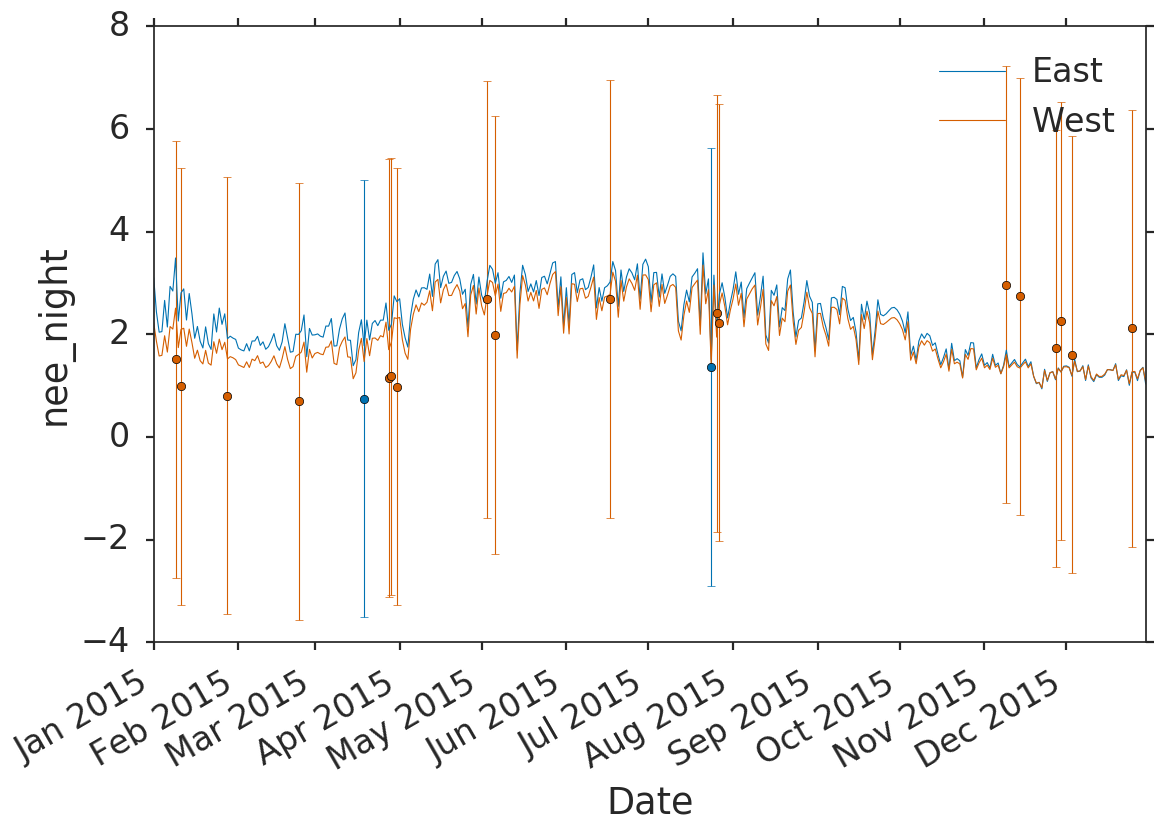 8
6
4
2
0
−2
−4
nee_night
East
West
Jan 2015
Feb 2015
Mar 2015
Apr 2015
May 2015
Jun 2015
Jul 2015
Aug 2015
Sep 2015
Oct 2015
Nov 2015
Dec 2015
Date